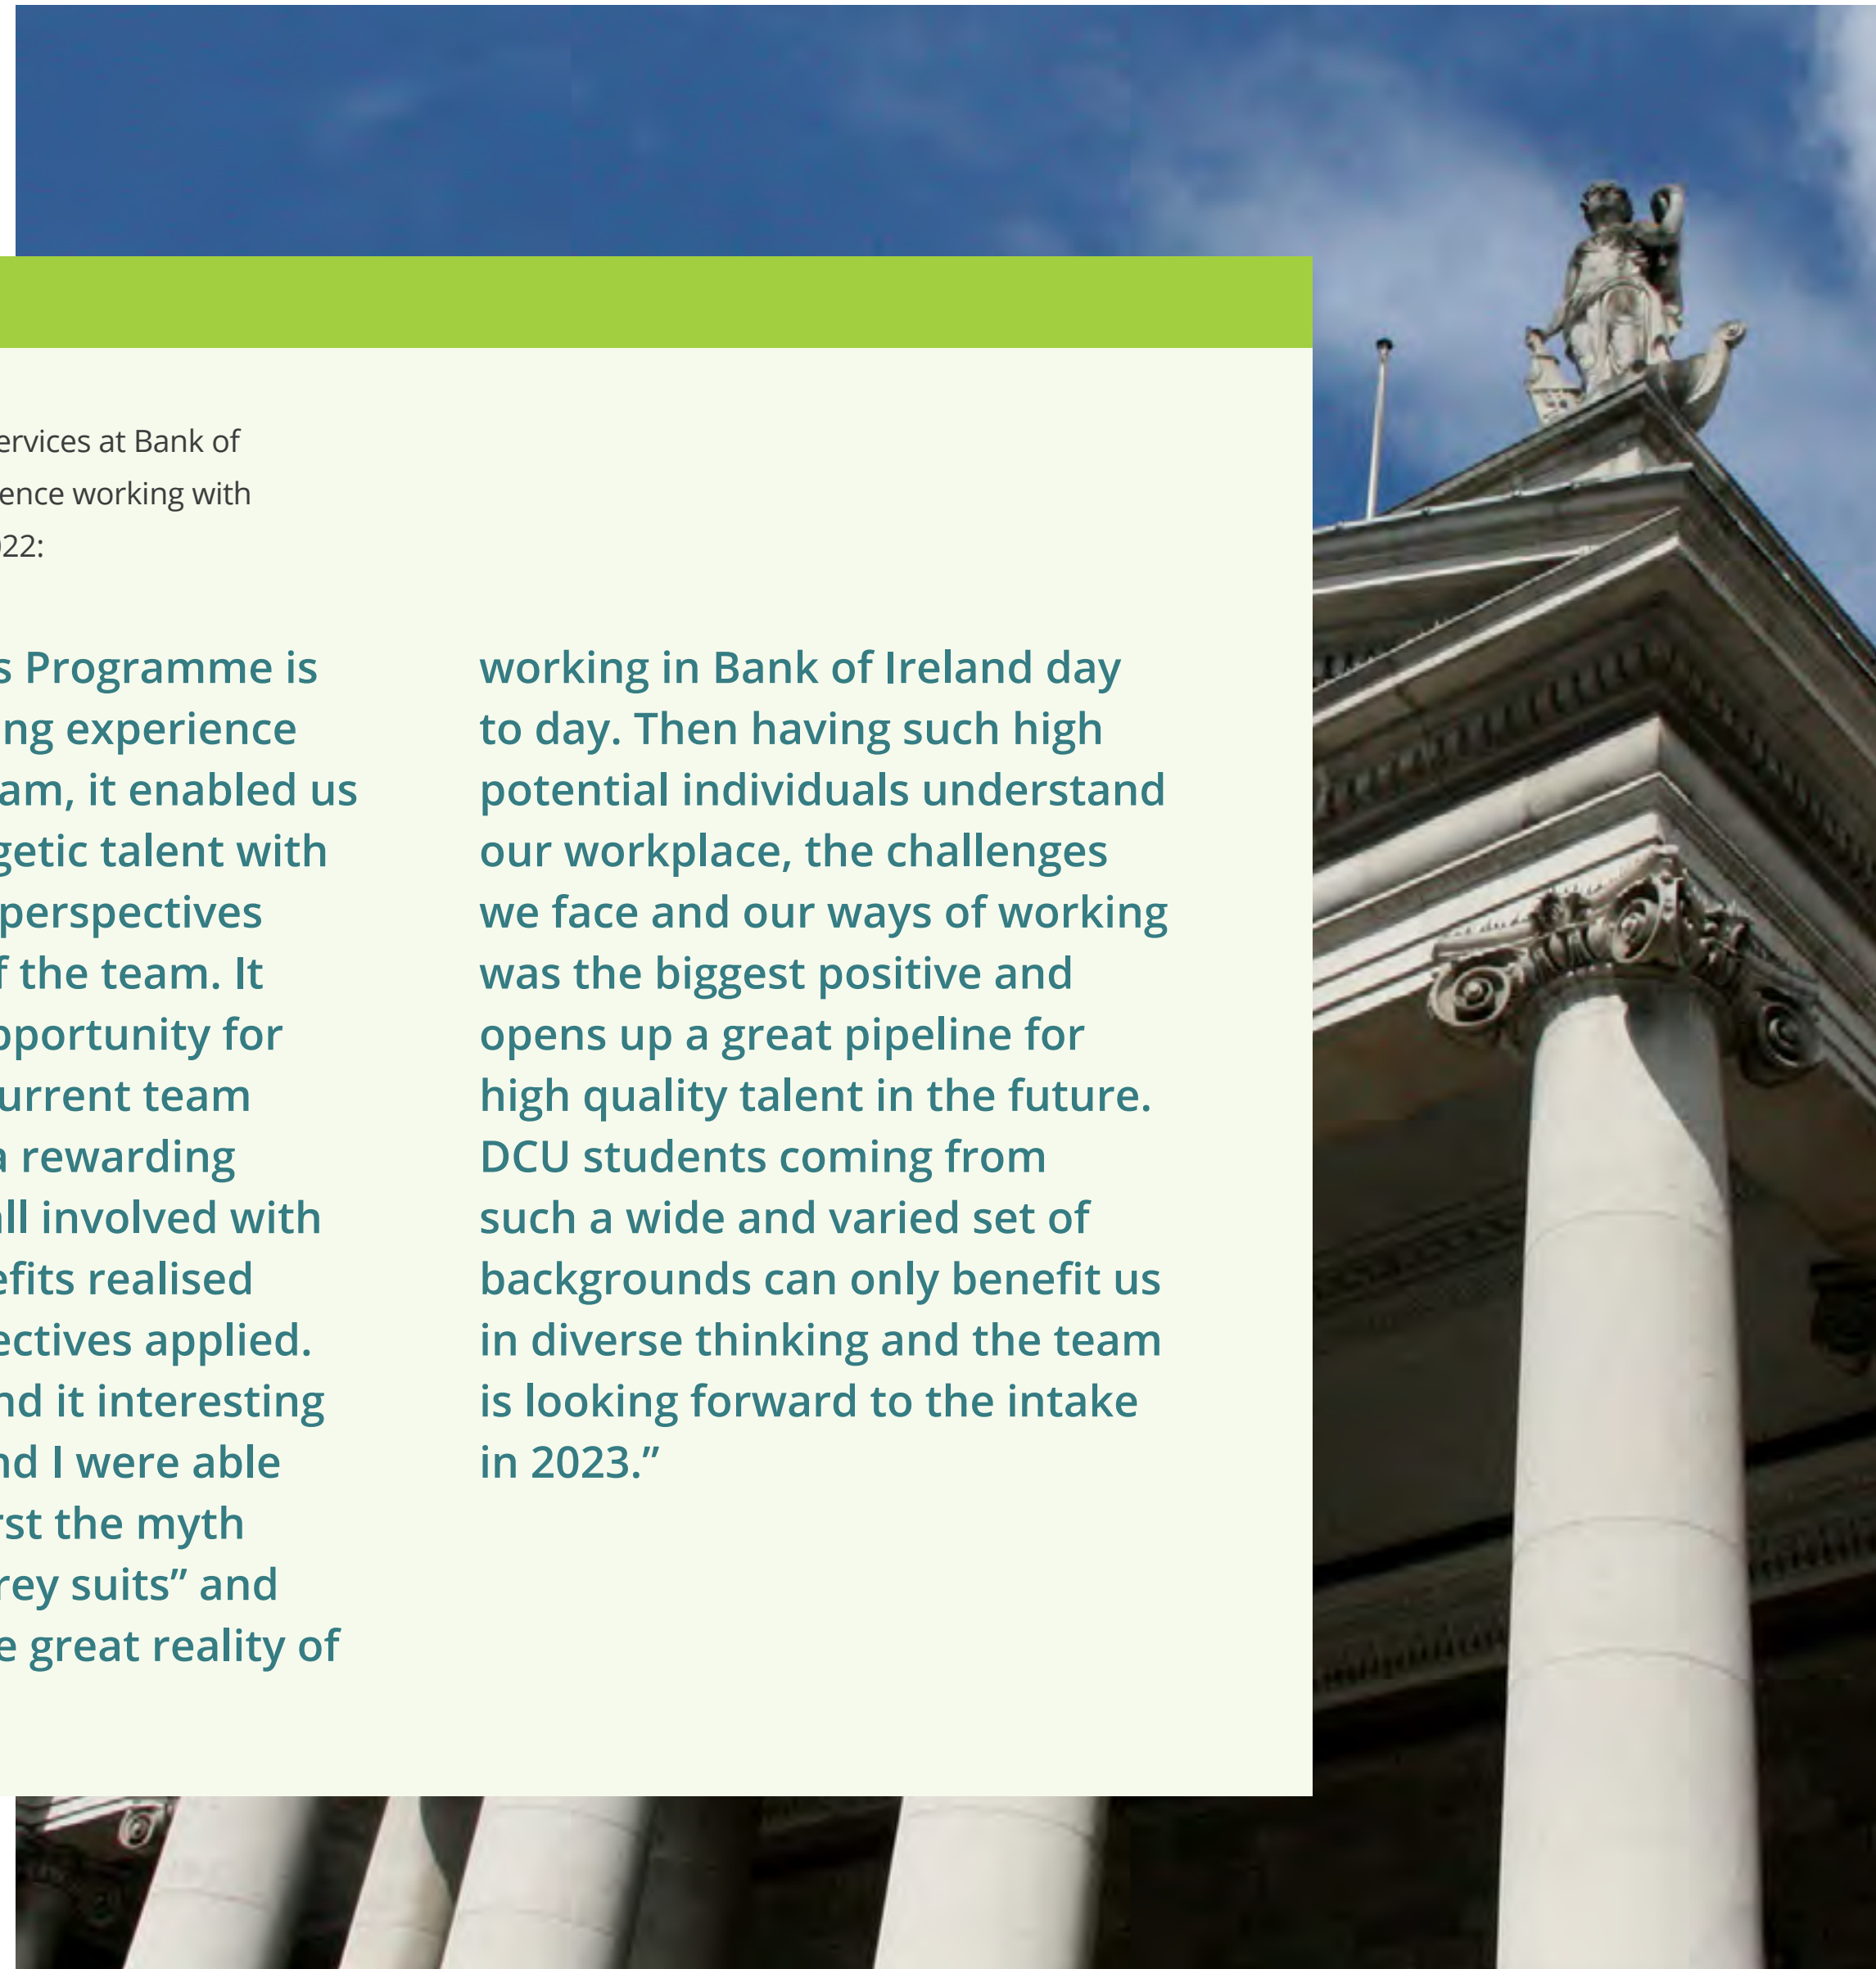 ervices at Bank of
ence working with
022:
s Programme is
ng experience
am, it enabled us
getic talent with
perspectives
f the team. It
pportunity for
urrent team
a rewarding
all involved with
efits realised
ectives applied.
nd it interesting
nd I were able
rst the myth
rey suits” and
e great reality of
working in Bank of Ireland day
to day. Then having such high
potential individuals understand
our workplace, the challenges
we face and our ways of working
was the biggest positive and
opens up a great pipeline for
high quality talent in the future.
DCU students coming from
such a wide and varied set of
backgrounds can only benefit us
in diverse thinking and the team
is looking forward to the intake
in 2023.”